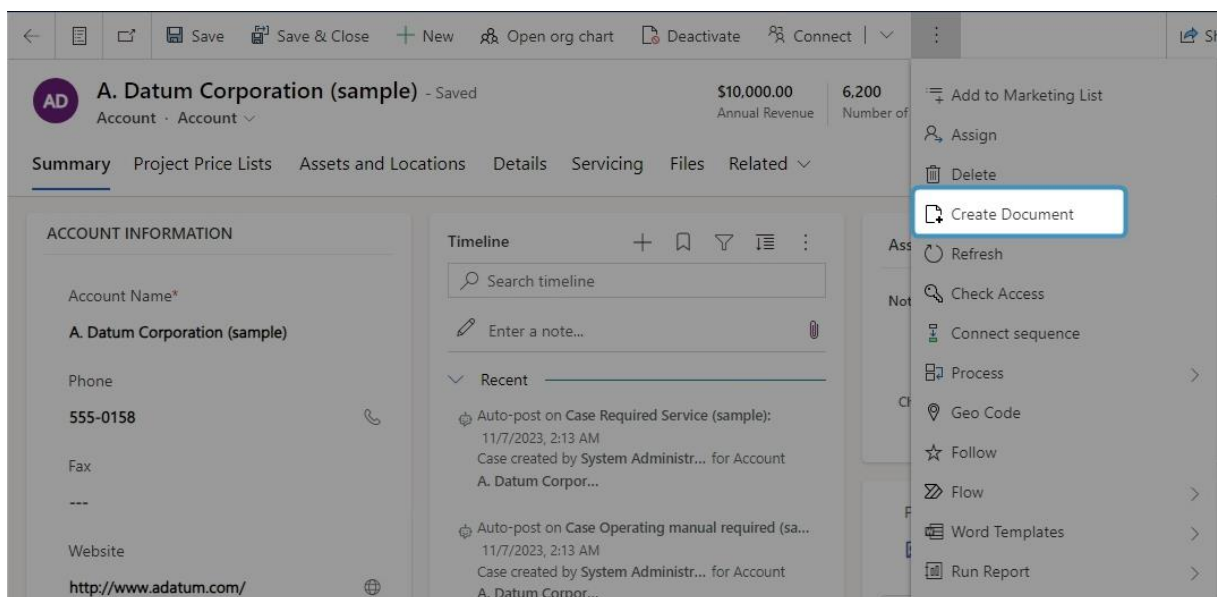 Save Save & Close New Open org chart Deactivate Connect
AD
A. Datum Corporation (sample) - Saved
Account · Account
$10,000.00
Annual Revenue
6,200
Number of
Summary Project Price Lists Assets and Locations Details Servicing Files Related
ACCOUNT INFORMATION
Account Name*
A. Datum Corporation (sample)
Phone
555-0158
Fax
---
Website
http://www.adatum.com/
Timeline
Search timeline
Enter a note...
Recent
Auto-post on Case Required Service (sample):
11/7/2023, 2:13 AM
Case created by System Administr... for Account
A. Datum Corpor...
Auto-post on Case Operating manual required (sa...
11/7/2023, 2:13 AM
Case created by System Administr... for Account
A. Datum Corpor...
Ass
Not
Add to Marketing List
Assign
Delete
Create Document
Refresh
Check Access
Connect sequence
Process
Geo Code
Follow
Flow
Word Templates
Run Report